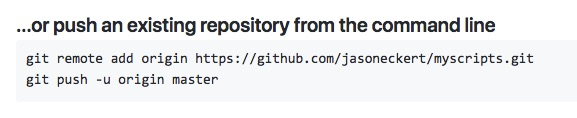 ...or push an existing repository from the command line
git remote add origin https://github.com/jasoneckert/myscripts.git
git push -u origin master